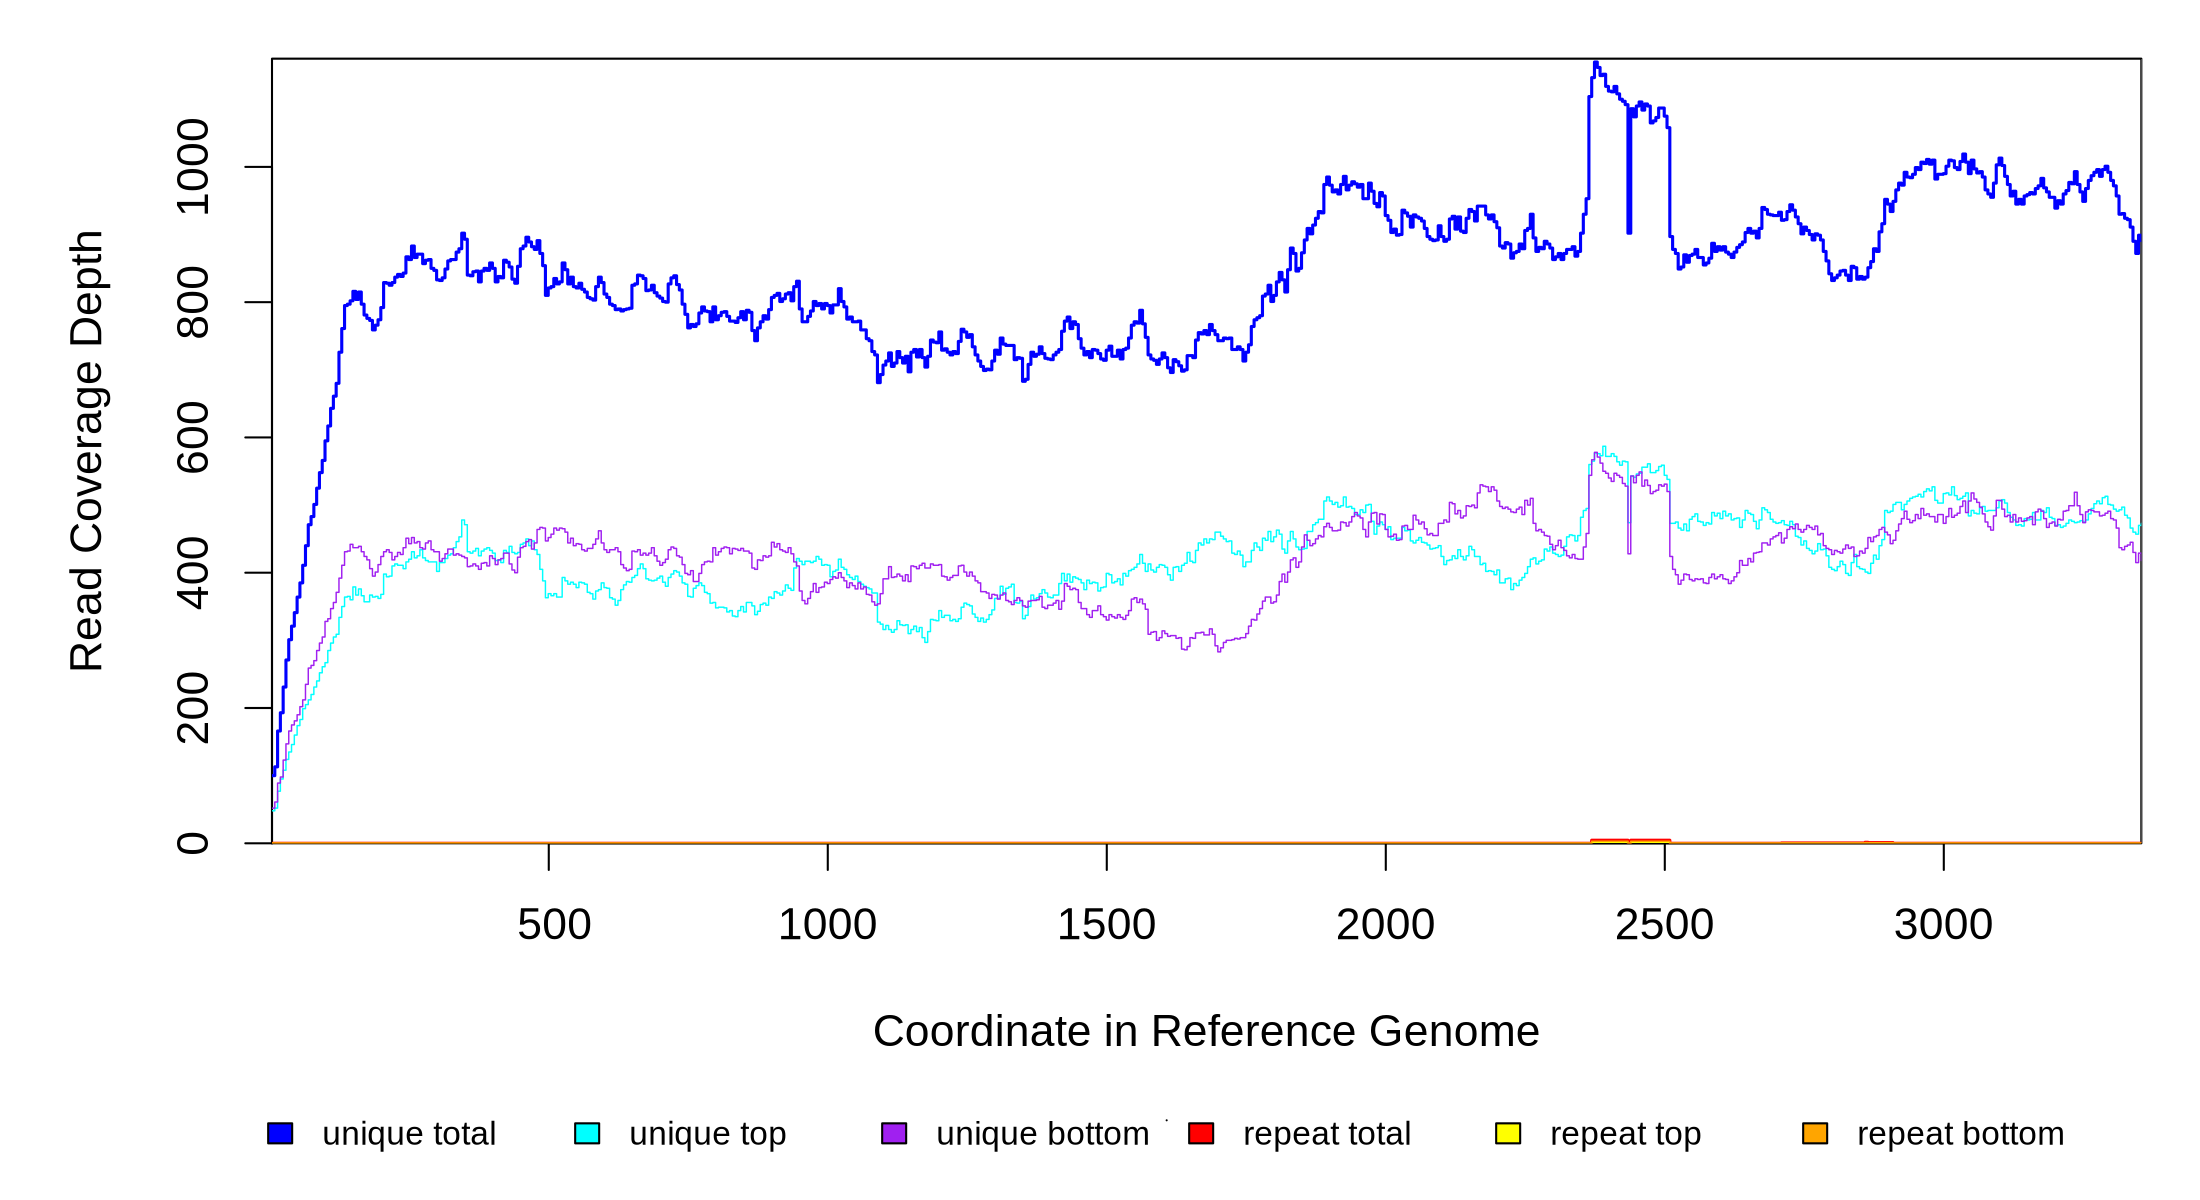 Read Coverage Depth
1000
800
600
400
200
0
500 1000 1500 2000 2500 3000
Coordinate in Reference Genome
unique total unique top unique bottom repeat total repeat top repeat bottom